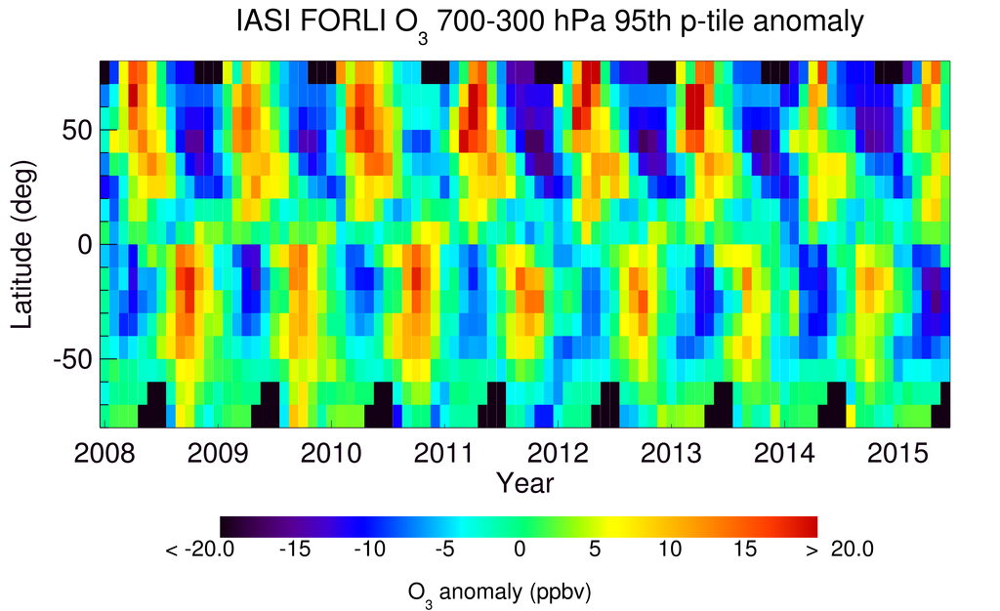 IASI FORLI O₃ 700-300 hPa 95th p-tile anomaly
Latitude (deg)
50
0
-50
2008 2009 2010 2011 2012 2013 2014 2015
Year
< -20.0 -15 -10 -5 0 5 10 15 > 20.0
O₃ anomaly (ppbv)